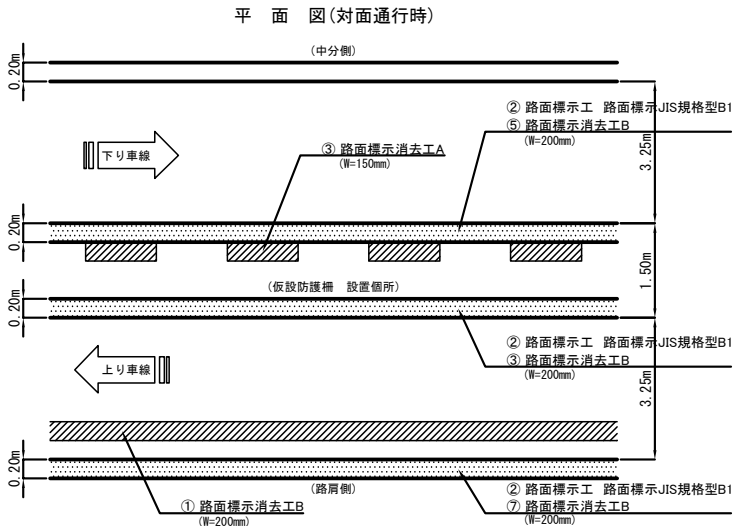 平 面 図(対面通行時)
(中分側)
0.20m
② 路面標示工 路面標示JIS規格型B1
⑤ 路面標示消去工B
(W=200mm)
3.25m
下り車線
③ 路面標示消去工A
(W=150mm)
0.20m
1.50m
(仮設防護柵 設置個所)
0.20m
② 路面標示工 路面標示JIS規格型B1
③ 路面標示消去工B
(W=200mm)
上り車線
3.25m
0.20m
(路肩側)
② 路面標示工 路面標示JIS規格型B1
⑦ 路面標示消去工B
(W=200mm)
① 路面標示消去工B
(W=200mm)